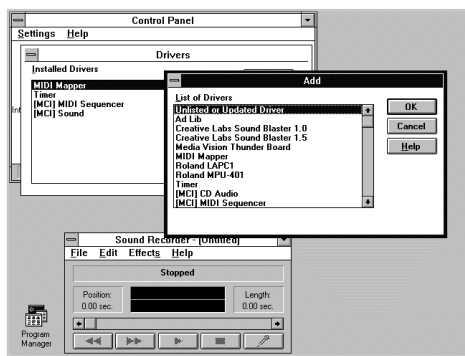 Control Panel
Settings Help
Drivers
Installed Drivers
MIDI Mapper
Timer
[MCI] MIDI Sequencer
[MCI] Sound
Int
Add
List of Drivers
Unlisted or Updated Driver
Ad Lib
Creative Labs Sound Blaster 1.0
Creative Labs Sound Blaster 1.5
Media Vision Thunder Board
MIDI Mapper
Roland LAPC1
Roland MPU-401
Timer
[MCI] CD Audio
[MCI] MIDI Sequencer
OK
Cancel
Help
Sound Recorder - (Untitled)
File Edit Effects Help
Stopped
Position:
0.00 sec.
Length:
0.00 sec.
Program
Manager